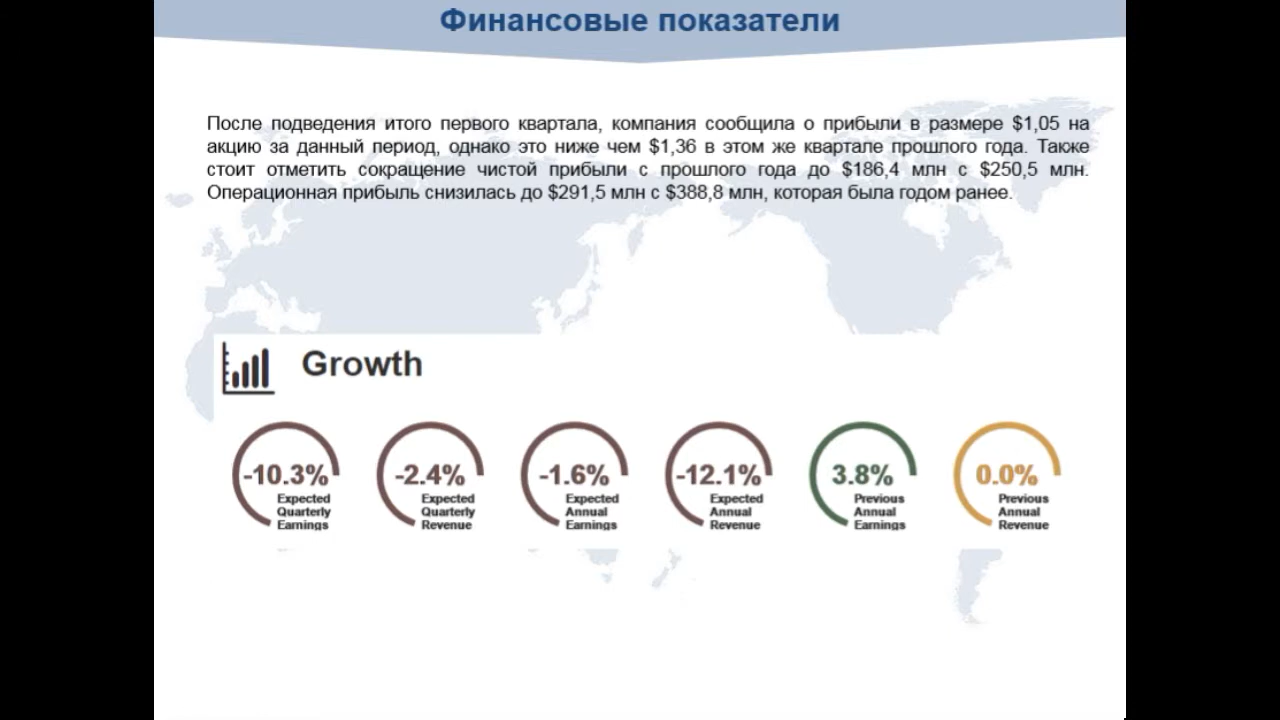 Финансовые показатели
После подведения итого первого квартала, компания сообщила о прибыли в размере $1,05 на
акцию за данный период, однако это ниже чем $1,36 в этом же квартале прошлого года. Также
стоит отметить сокращение чистой прибыли с прошлого года до $186,4 млн с $250,5 млн.
Операционная прибыль снизилась до $291,5 млн с $388,8 млн, которая была годом ранее.
Growth
-10.3%
Expected
Quarterly
Earnings
-2.4%
Expected
Quarterly
Revenue
-1.6%
Expected
Annual
Earnings
-12.1%
Expected
Annual
Revenue
3.8%
Previous
Annual
Earnings
0.0%
Previous
Annual
Revenue